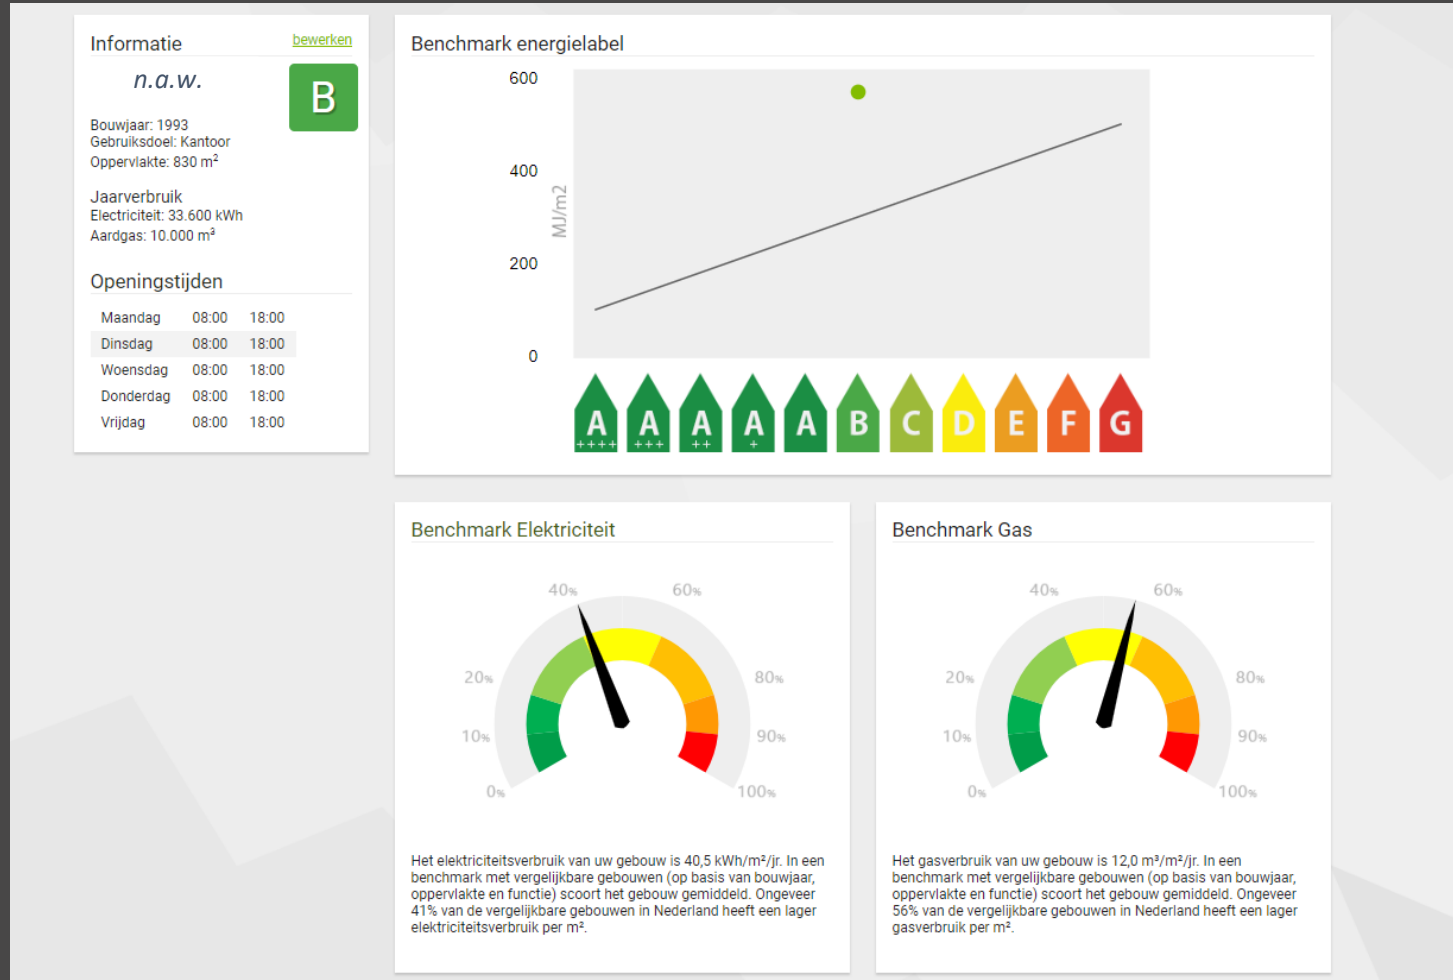 Informatie
bewerken
n.a.w.
B
Bouwjaar: 1993
Gebruiksdoel: Kantoor
Oppervlakte: 830 m²
Jaarverbruik
Electriciteit: 33.600 kWh
Aardgas: 10.000 m³
Openingstijden
Maandag 08:00 18:00
Dinsdag 08:00 18:00
Woensdag 08:00 18:00
Donderdag 08:00 18:00
Vrijdag 08:00 18:00
Benchmark energielabel
600
400
200
0
MJ/m2
A++++ A+++ A++ A+ A B C D E F G
Benchmark Elektriciteit
40% 60%
20% 80%
10% 90%
0% 100%
Het elektriciteitsverbruik van uw gebouw is 40,5 kWh/m²/jr. In een
benchmark met vergelijkbare gebouwen (op basis van bouwjaar,
oppervlakte en functie) scoort het gebouw gemiddeld. Ongeveer
41% van de vergelijkbare gebouwen in Nederland heeft een lager
elektriciteitsverbruik per m².
Benchmark Gas
40% 60%
20% 80%
10% 90%
0% 100%
Het gasverbruik van uw gebouw is 12,0 m³/m²/jr. In een
benchmark met vergelijkbare gebouwen (op basis van bouwjaar,
oppervlakte en functie) scoort het gebouw gemiddeld. Ongeveer
56% van de vergelijkbare gebouwen in Nederland heeft een lager
gasverbruik per m².